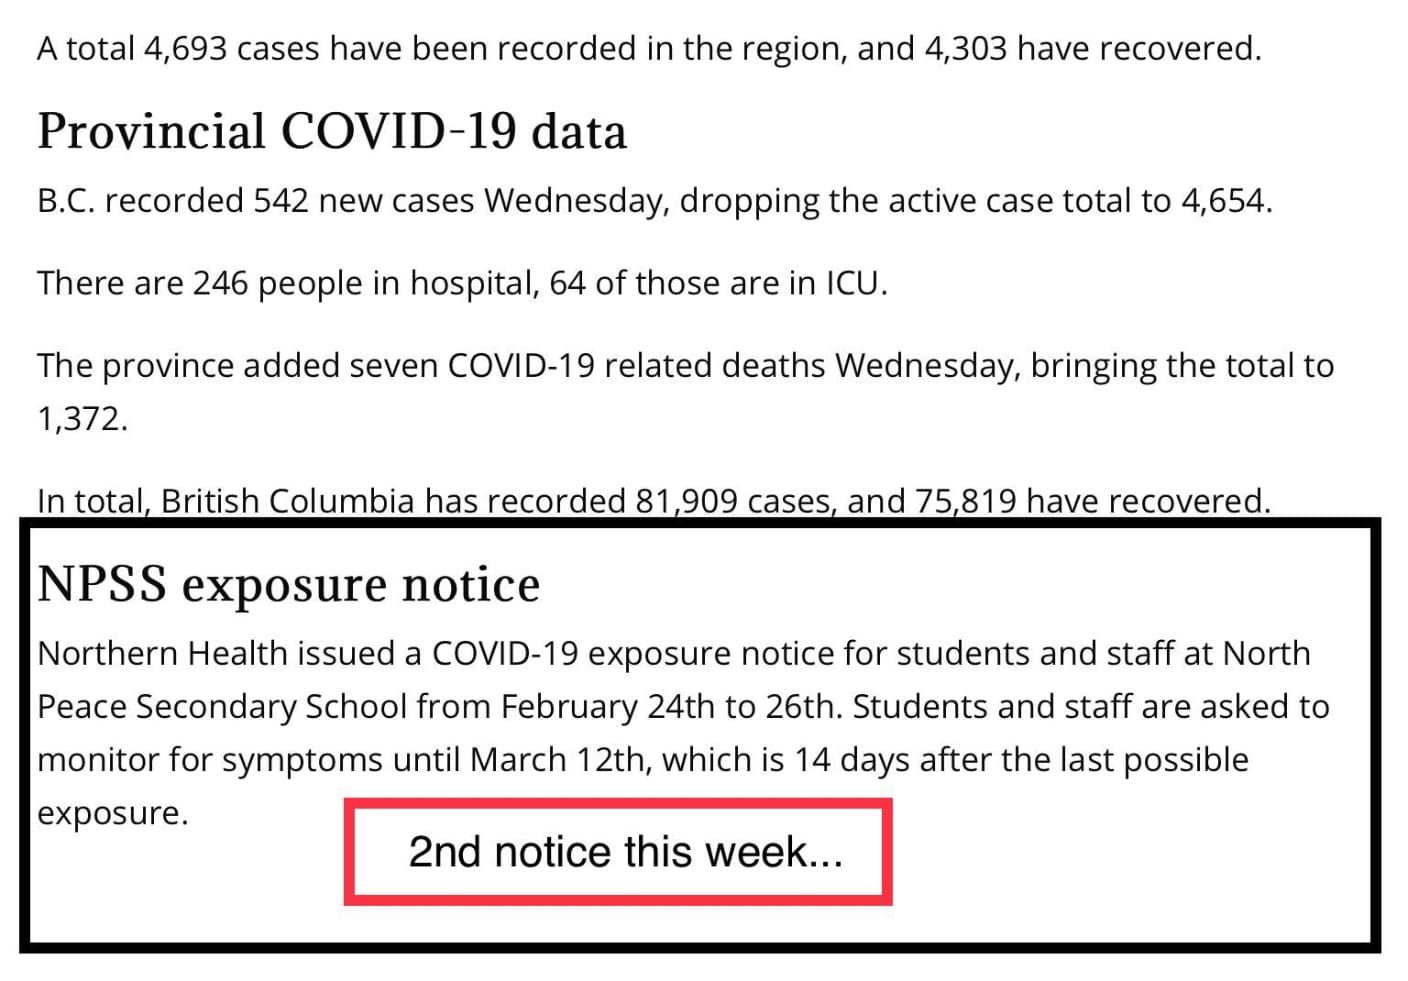 A total 4,693 cases have been recorded in the region, and 4,303 have recovered.
Provincial COVID-19 data
B.C. recorded 542 new cases Wednesday, dropping the active case total to 4,654.
There are 246 people in hospital, 64 of those are in ICU.
The province added seven COVID-19 related deaths Wednesday, bringing the total to
1,372.
In total, British Columbia has recorded 81,909 cases, and 75,819 have recovered.
NPSS exposure notice
Northern Health issued a COVID-19 exposure notice for students and staff at North
Peace Secondary School from February 24th to 26th. Students and staff are asked to
monitor for symptoms until March 12th, which is 14 days after the last possible
exposure.
2nd notice this week...